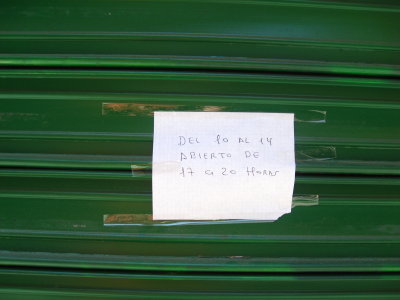 DEL 10 AL 14
ABIERTO DE
17 a 20 HORAS